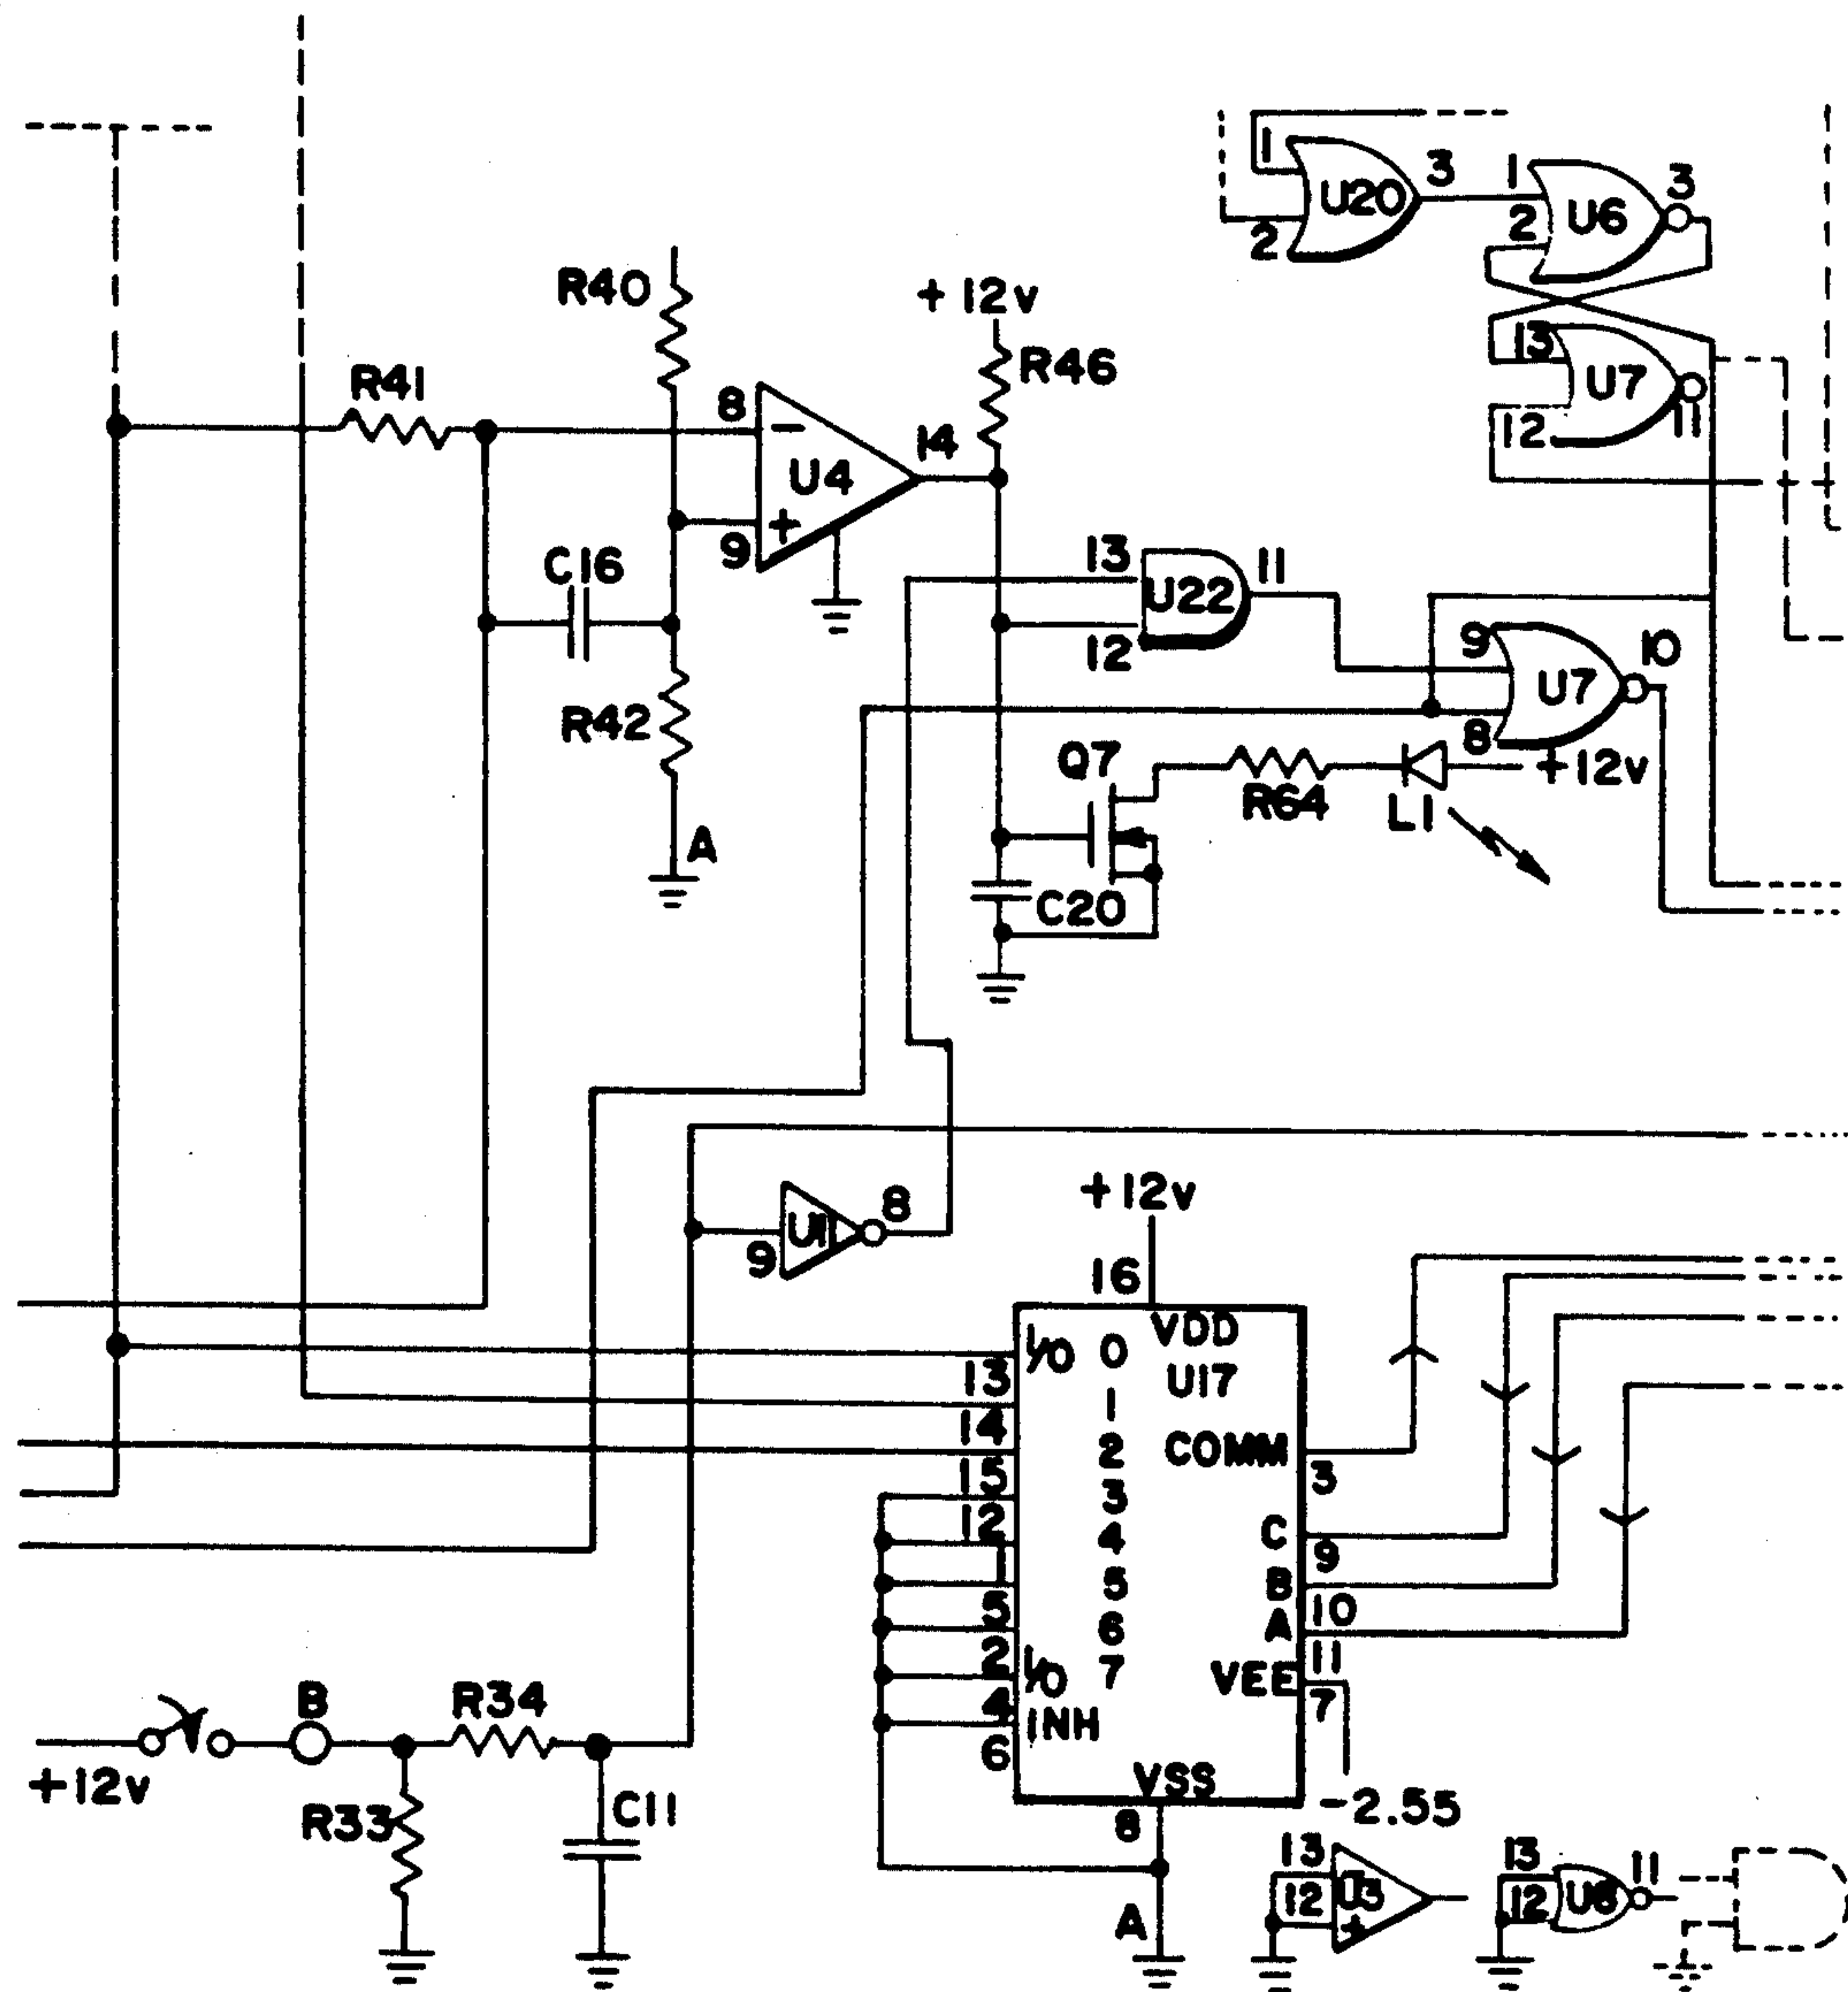 1
U20
3
2
1
2
U6
3
13
U7
12
11
R40
+12v
R46
R41
8
-
U4
14
+
9
C16
13
U22
11
12
R42
9
U7
10
8
Q7
R64
L1
+12v
A
C20
9
U11
8
+12v
16
I/O 0
VDD
13
U17
1
14
2
COMM
15
3
3
12
C
4
9
1
B
5
5
10
6
A
2
11
I/O 7
VEE
4
7
INH
6
VSS
8
-2.55
A
B
R34
+12v
R33
C11
13
12
U3
+
13
12
U6
11